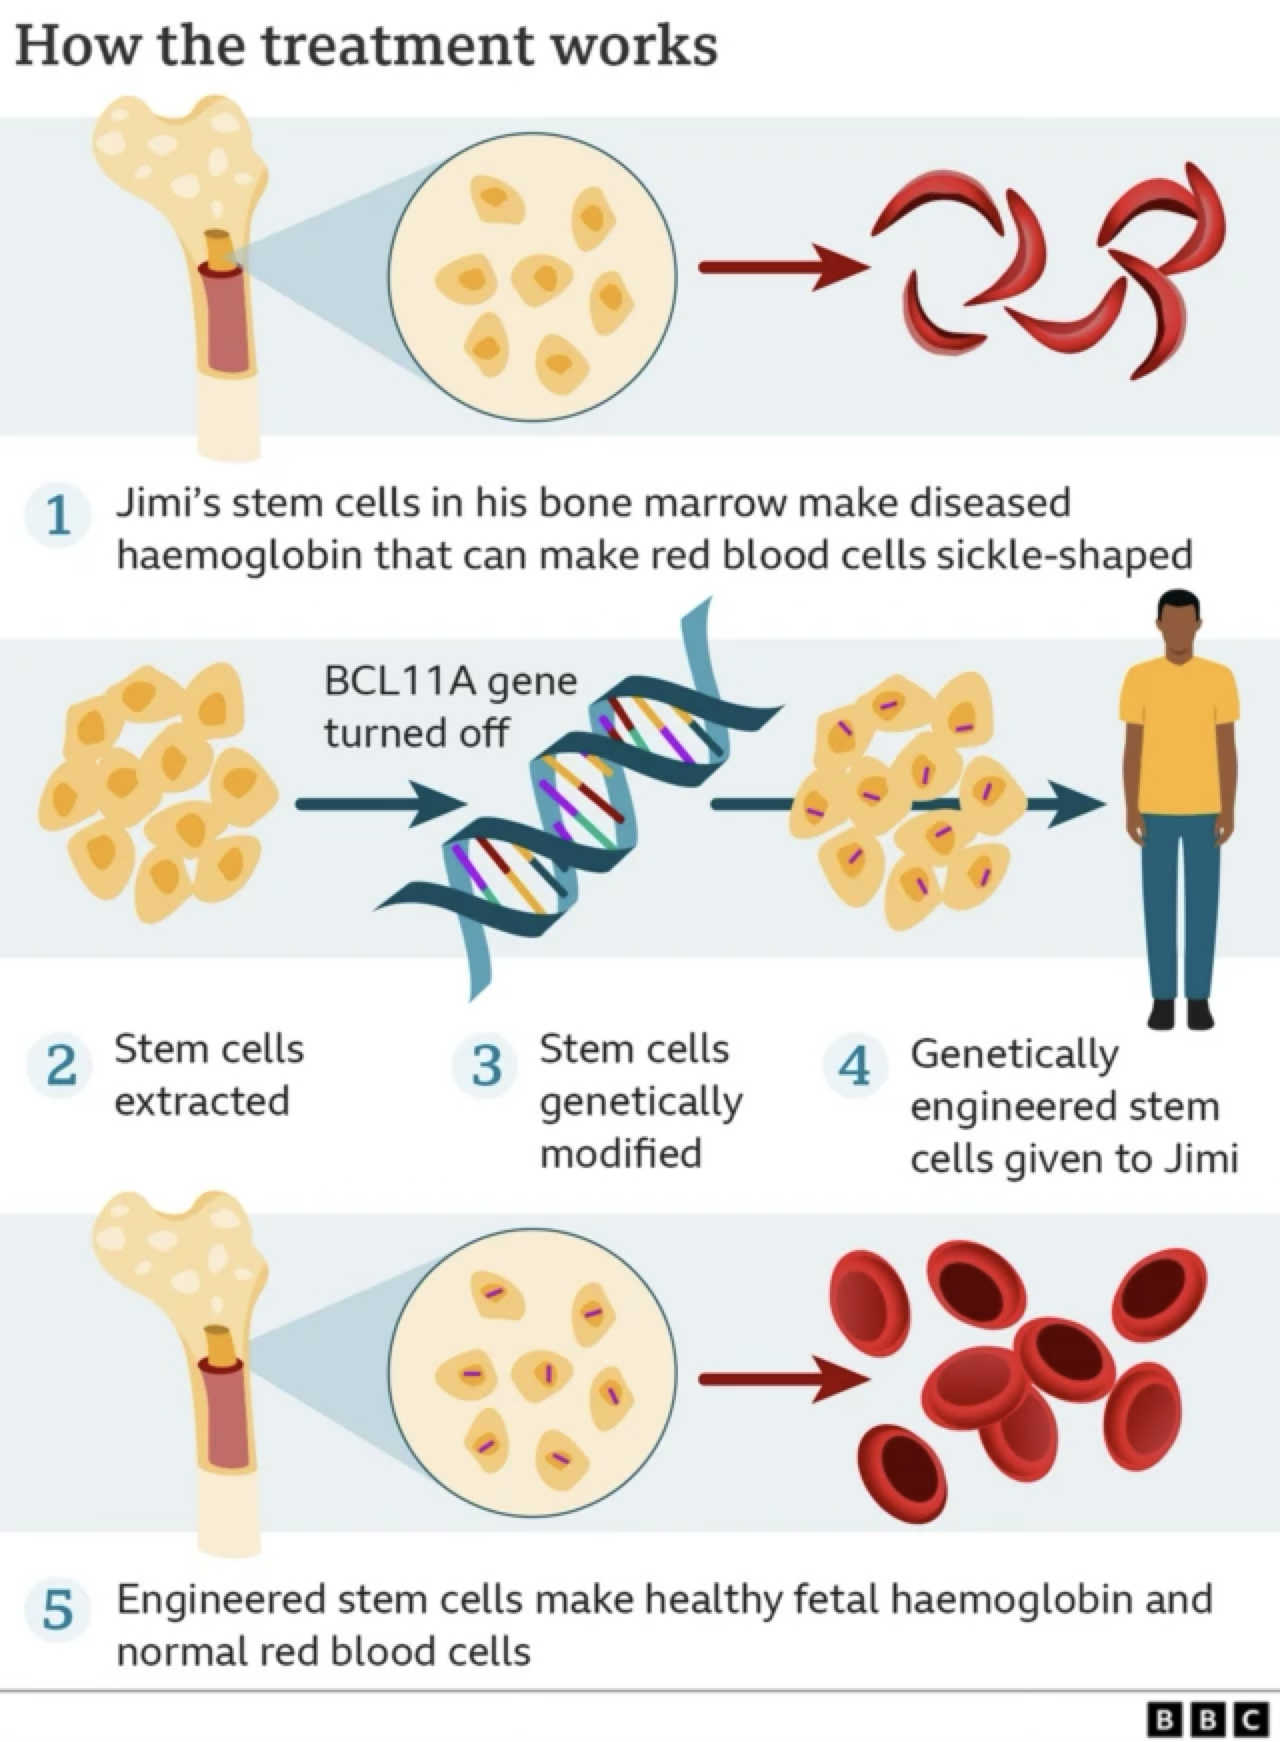 How the treatment works
1
Jimi's stem cells in his bone marrow make diseased
haemoglobin that can make red blood cells sickle-shaped
BCL11A gene
turned off
2
Stem cells
extracted
3
Stem cells
genetically
modified
4
Genetically
engineered stem
cells given to Jimi
5
Engineered stem cells make healthy fetal haemoglobin and
normal red blood cells
BBC